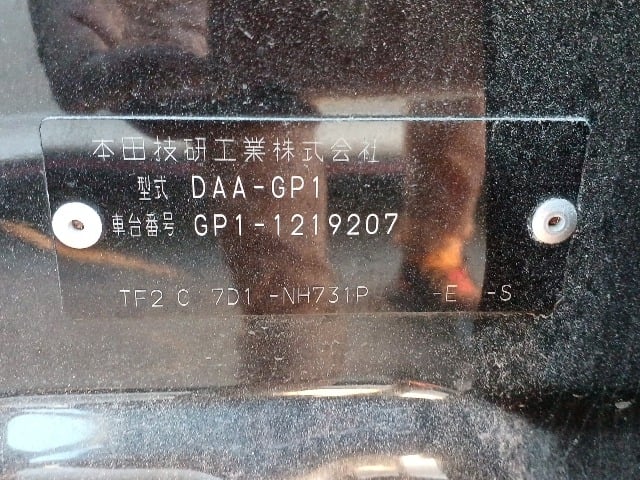 本田技研工業株式会社
型式 DAA-GP1
車台番号 GP1-1219207
TF2 C 7D1 -NH731P -E -S